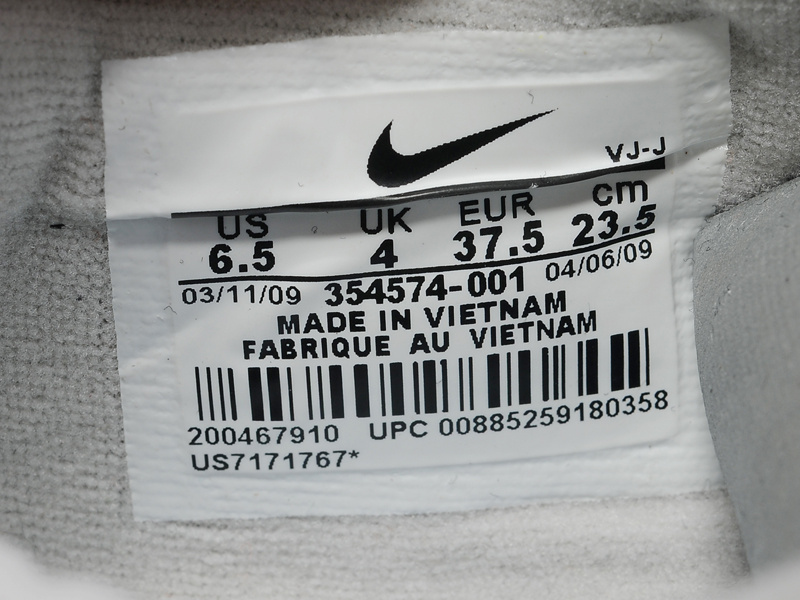 VJ-J
US UK EUR cm
6.5 4 37.5 23.5
03/11/09 354574-001 04/06/09
MADE IN VIETNAM
FABRIQUE AU VIETNAM
200467910 UPC 00885259180358
US7171767*